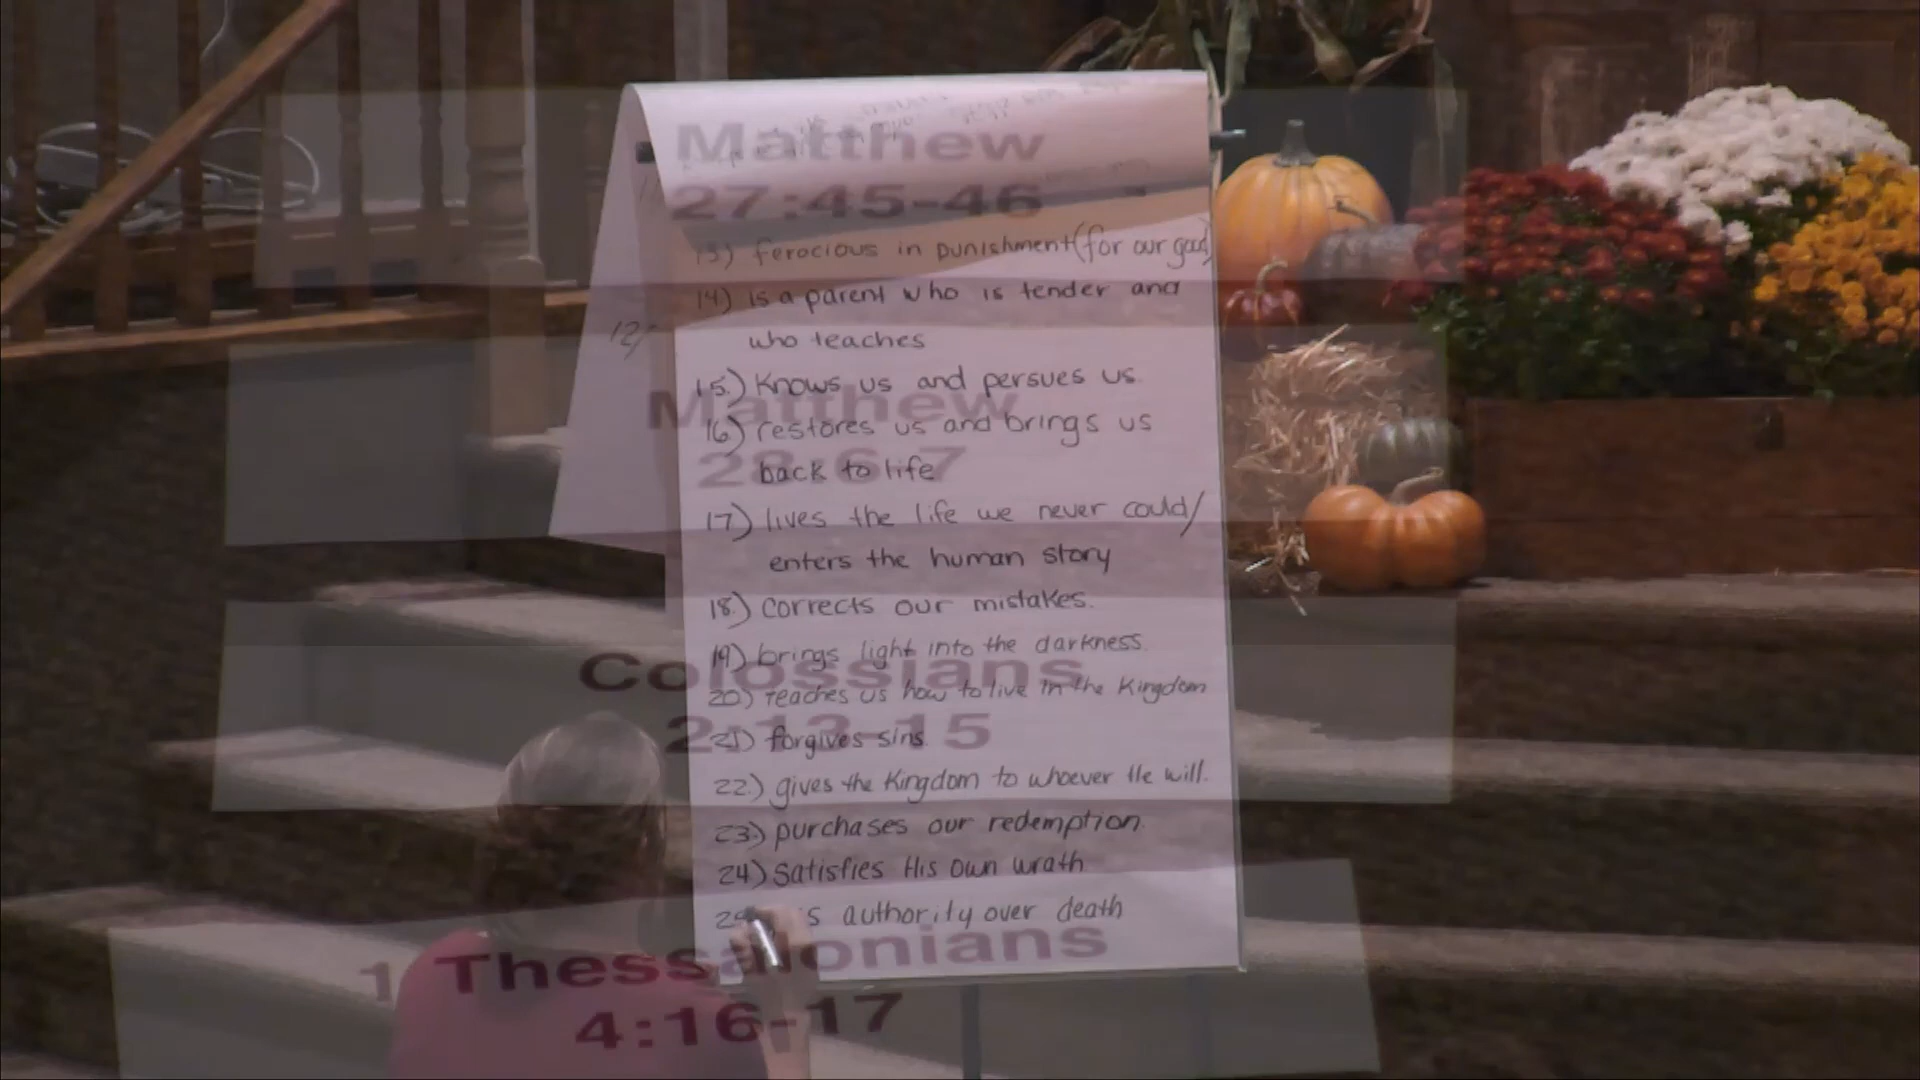 Matthew
27:45-46
13) ferocious in punishment (for our good)
14) is a parent who is tender and
who teaches
12)
15.) Knows us and persues us.
Matthew
16) restores us and brings us
28:6-7
back to life
17) lives the life we never could/
enters the human story
18.) corrects our mistakes.
19) brings light into the darkness.
Colossians
20.) teaches us how to live in the Kingdom
2:13-15
21) forgives sins.
22.) gives the Kingdom to whoever He will.
23.) purchases our redemption.
24.) Satisfies His own wrath.
authority over death
1 Thessalonians
4:16-17